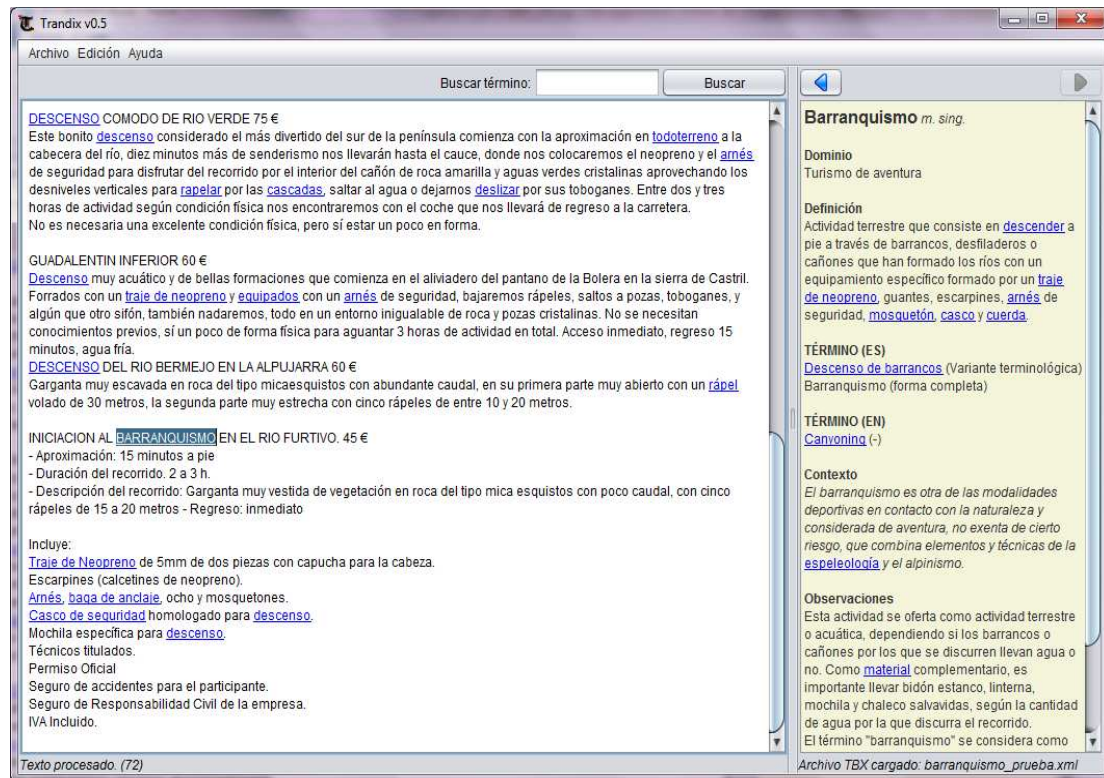 Trandix v0.5
Archivo Edición Ayuda
Buscar término:
Buscar
DESCENSO COMODO DE RIO VERDE 75 €
Este bonito descenso considerado el más divertido del sur de la península comienza con la aproximación en todoterreno a la
cabecera del río, diez minutos más de senderismo nos llevarán hasta el cauce, donde nos colocaremos el neopreno y el arnés
de seguridad para disfrutar del recorrido por el interior del cañón de roca amarilla y aguas verdes cristalinas aprovechando los
desniveles verticales para rapelar por las cascadas, saltar al agua o dejarnos deslizar por sus toboganes. Entre dos y tres
horas de actividad según condición física nos encontraremos con el coche que nos llevará de regreso a la carretera.
No es necesaria una excelente condición física, pero sí estar un poco en forma.
GUADALENTIN INFERIOR 60 €
Descenso muy acuático y de bellas formaciones que comienza en el aliviadero del pantano de la Bolera en la sierra de Castril.
Forrados con un traje de neopreno y equipados con un arnés de seguridad, bajaremos rápeles, saltos a pozas, toboganes, y
algún que otro sifón, también nadaremos, todo en un entorno inigualable de roca y pozas cristalinas. No se necesitan
conocimientos previos, sí un poco de forma física para aguantar 3 horas de actividad en total. Acceso inmediato, regreso 15
minutos, agua fría.
DESCENSO DEL RIO BERMEJO EN LA ALPUJARRA 60 €
Garganta muy escavada en roca del tipo micaesquistos con abundante caudal, en su primera parte muy abierto con un rápel
volado de 30 metros, la segunda parte muy estrecha con cinco rápeles de entre 10 y 20 metros.
INICIACION AL BARRANQUISMO EN EL RIO FURTIVO. 45 €
- Aproximación: 15 minutos a pie
- Duración del recorrido. 2 a 3 h.
- Descripción del recorrido: Garganta muy vestida de vegetación en roca del tipo mica esquistos con poco caudal, con cinco
rápeles de 15 a 20 metros - Regreso: inmediato
Incluye:
Traje de Neopreno de 5mm de dos piezas con capucha para la cabeza.
Escarpines (calcetines de neopreno).
Arnés, baga de anclaje, ocho y mosquetones.
Casco de seguridad homologado para descenso.
Mochila específica para descenso.
Técnicos titulados.
Permiso Oficial
Seguro de accidentes para el participante.
Seguro de Responsabilidad Civil de la empresa.
IVA Incluido.
Texto procesado. (72)
Barranquismo m. sing.
Dominio
Turismo de aventura
Definición
Actividad terrestre que consiste en descender a
pie a través de barrancos, desfiladeros o
cañones que han formado los ríos con un
equipamiento específico formado por un traje
de neopreno, guantes, escarpines, arnés de
seguridad, mosquetón, casco y cuerda.
TÉRMINO (ES)
Descenso de barrancos (Variante terminológica)
Barranquismo (forma completa)
TÉRMINO (EN)
Canyoning (-)
Contexto
El barranquismo es otra de las modalidades
deportivas en contacto con la naturaleza y
considerada de aventura, no exenta de cierto
riesgo, que combina elementos y técnicas de la
espeleología y el alpinismo.
Observaciones
Esta actividad se oferta como actividad terrestre
o acuática, dependiendo si los barrancos o
cañones por los que se discurren llevan agua o
no. Como material complementario, es
importante llevar bidón estanco, linterna,
mochila y chaleco salvavidas, según la cantidad
de agua por la que discurra el recorrido.
El término "barranquismo" se considera como
Archivo TBX cargado: barranquismo_prueba.xml